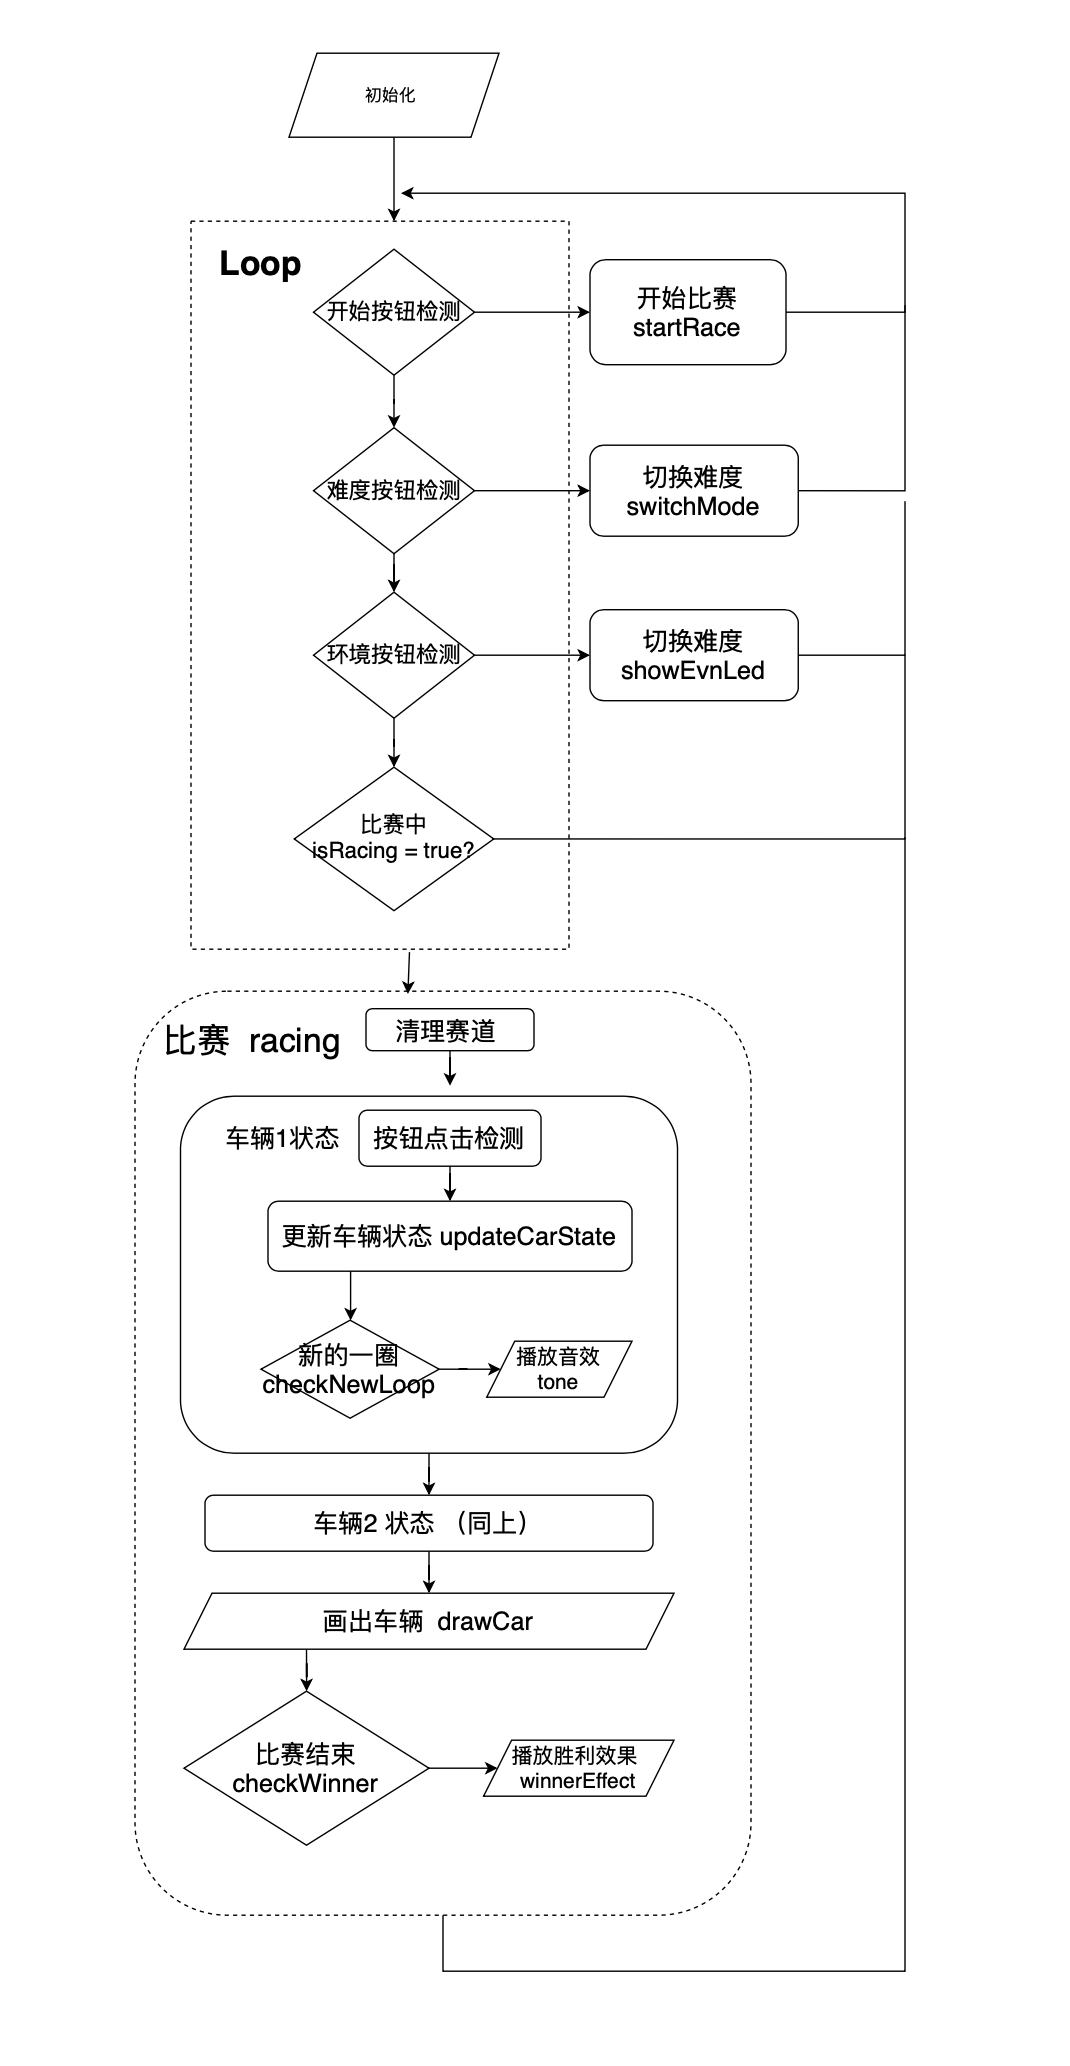 初始化
Loop
开始按钮检测
开始比赛
startRace
难度按钮检测
切换难度
switchMode
环境按钮检测
切换难度
showEvnLed
比赛中
isRacing = true?
比赛 racing
清理赛道
车辆1状态
按钮点击检测
更新车辆状态 updateCarState
新的一圈
checkNewLoop
播放音效
tone
车辆2 状态 （同上）
画出车辆 drawCar
比赛结束
checkWinner
播放胜利效果
winnerEffect